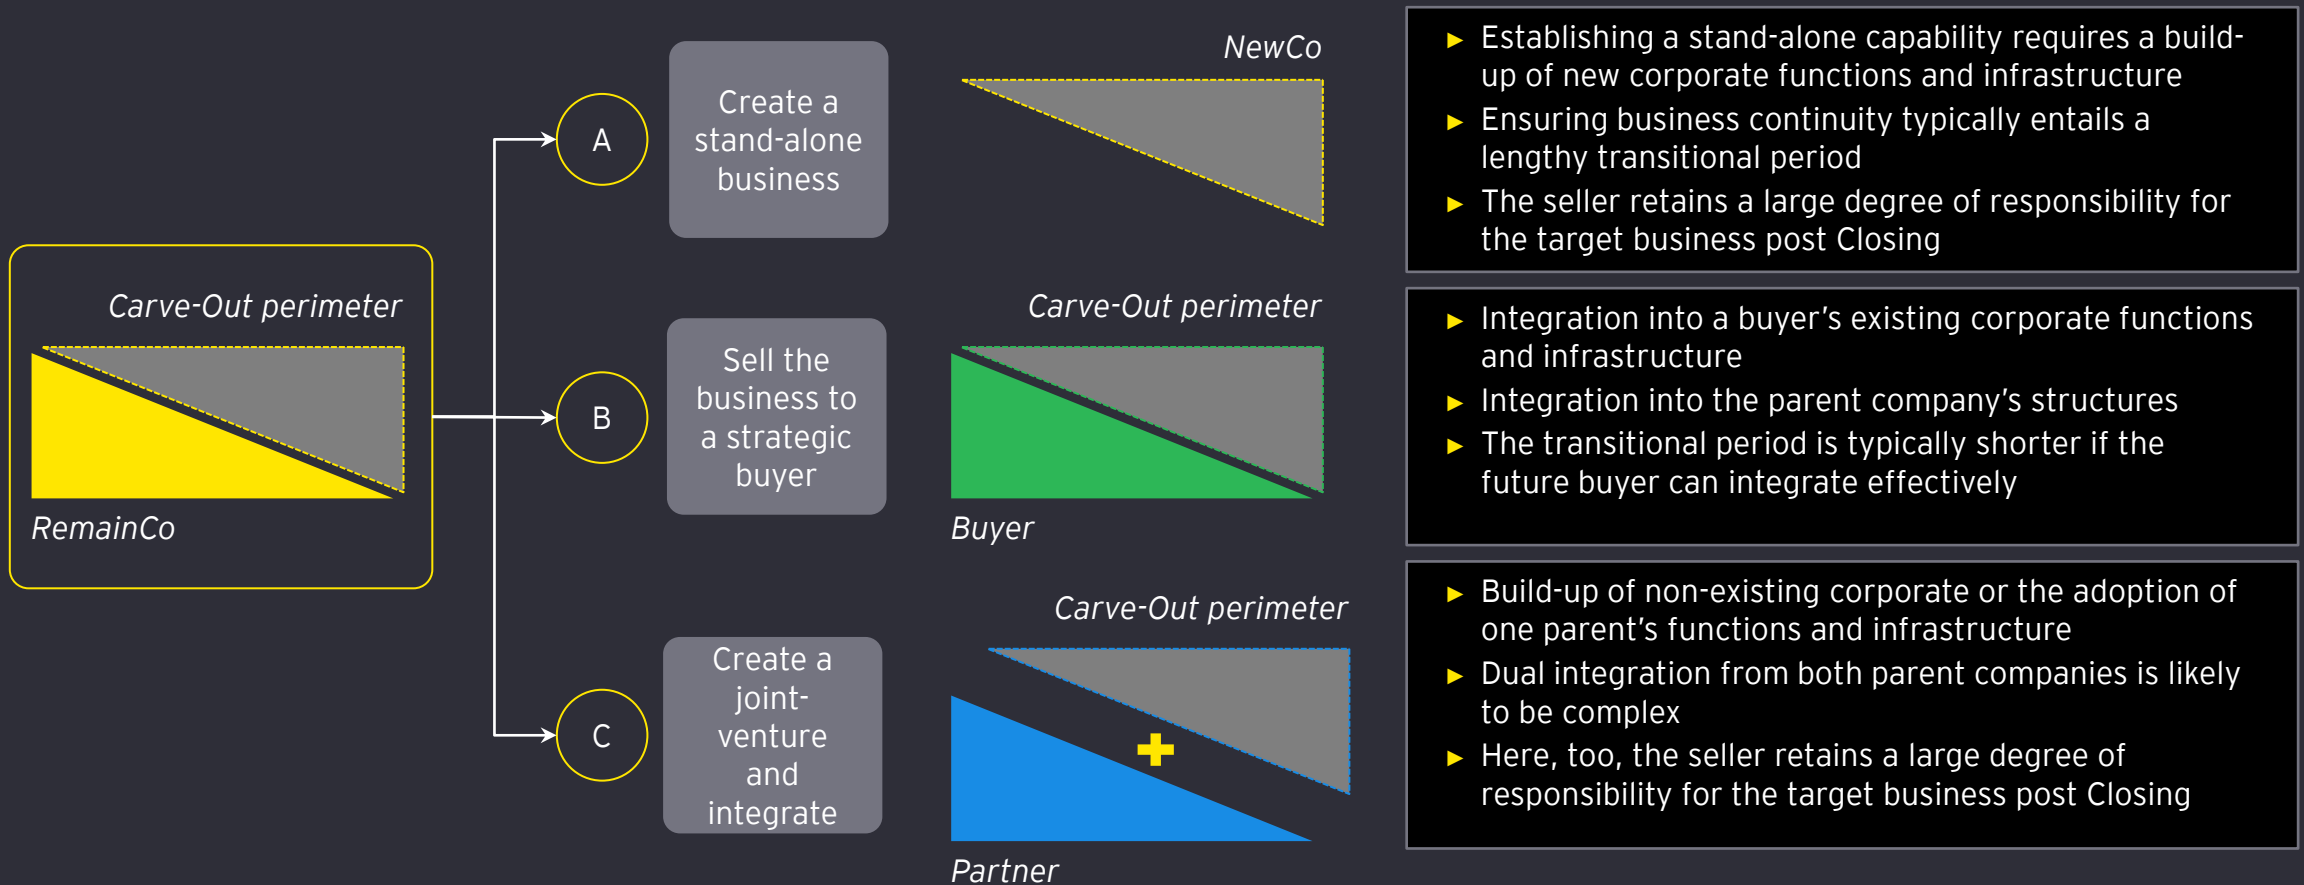 Carve-Out perimeter
RemainCo
A
Create a
stand-alone
business
NewCo
► Establishing a stand-alone capability requires a build-
up of new corporate functions and infrastructure
► Ensuring business continuity typically entails a
lengthy transitional period
► The seller retains a large degree of responsibility for
the target business post Closing
B
Sell the
business to
a strategic
buyer
Carve-Out perimeter
Buyer
► Integration into a buyer’s existing corporate functions
and infrastructure
► Integration into the parent company’s structures
► The transitional period is typically shorter if the
future buyer can integrate effectively
C
Create a
joint-
venture
and
integrate
Carve-Out perimeter
Partner
► Build-up of non-existing corporate or the adoption of
one parent’s functions and infrastructure
► Dual integration from both parent companies is likely
to be complex
► Here, too, the seller retains a large degree of
responsibility for the target business post Closing